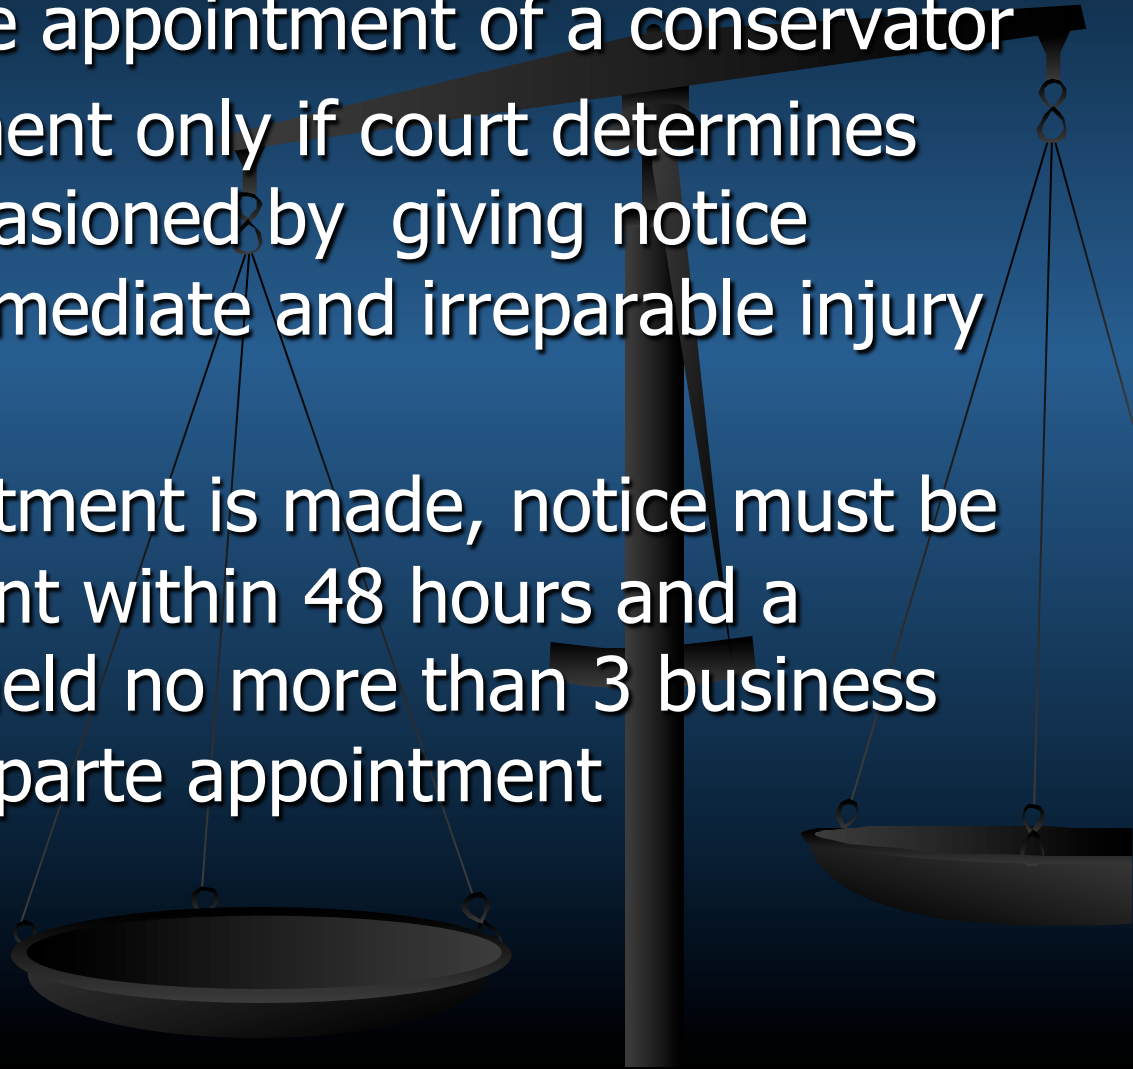 e appointment of a conservator
ent only if court determines
asioned by giving notice
mediate and irreparable injury
tment is made, notice must be
nt within 48 hours and a
eld no more than 3 business
parte appointment